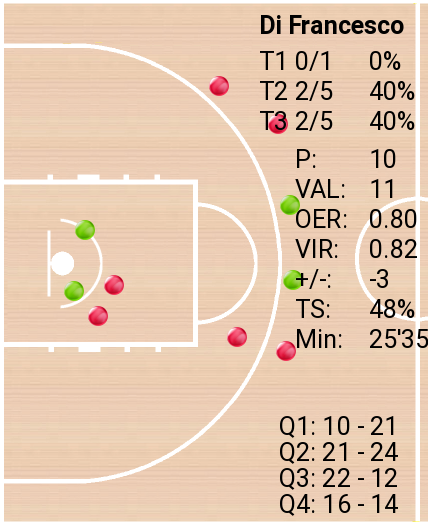 Di Francesco
T1 0/1 0%
T2 2/5 40%
T3 2/5 40%
P: 10
VAL: 11
OER: 0.80
VIR: 0.82
+/-: -3
TS: 48%
Min: 25'35
Q1: 10 - 21
Q2: 21 - 24
Q3: 22 - 12
Q4: 16 - 14